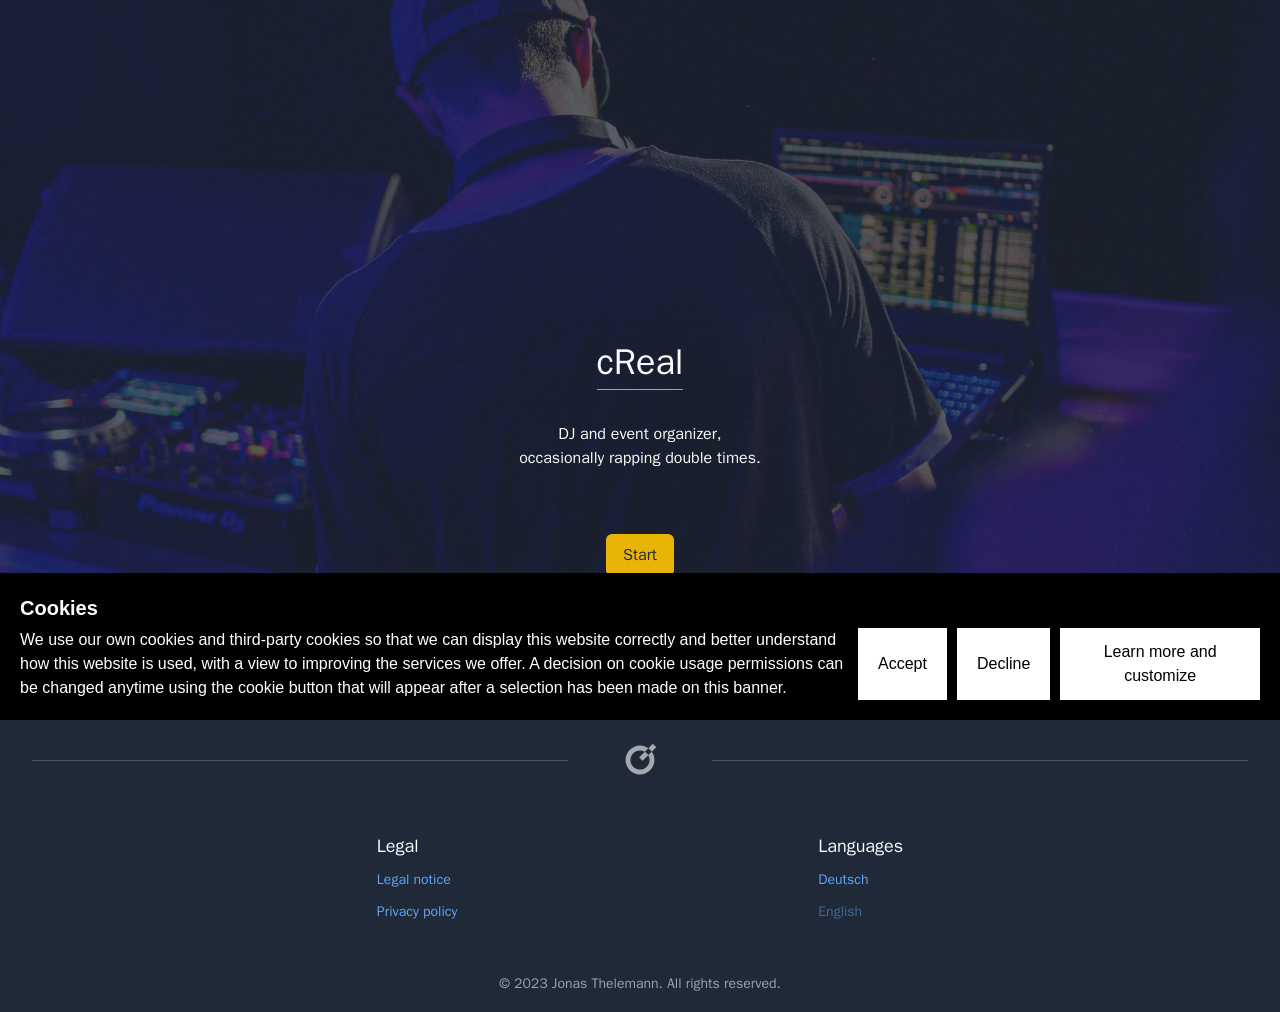 cReal
DJ and event organizer,
occasionally rapping double times.
Pioneer Dj
Start
Cookies
We use our own cookies and third-party cookies so that we can display this website correctly and better understand
how this website is used, with a view to improving the services we offer. A decision on cookie usage permissions can
be changed anytime using the cookie button that will appear after a selection has been made on this banner.
Accept
Decline
Learn more and
customize
Legal
Legal notice
Privacy policy
Languages
Deutsch
English
© 2023 Jonas Thelemann. All rights reserved.